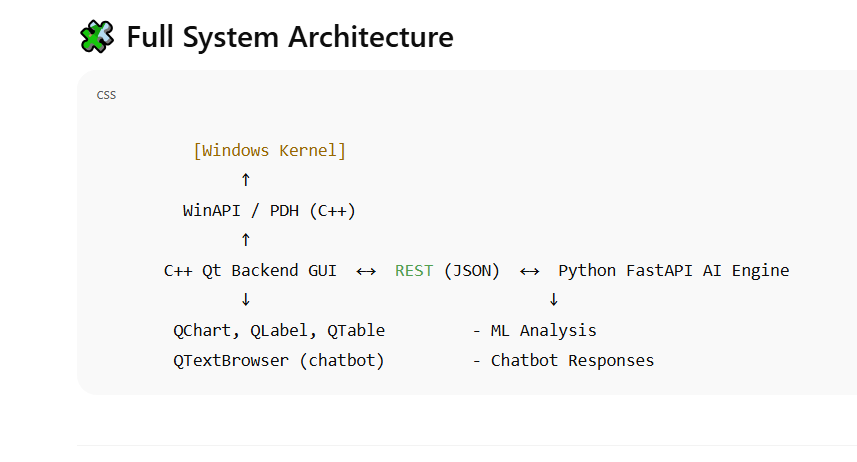 Full System Architecture
css
[Windows Kernel]
↑
WinAPI / PDH (C++)
↑
C++ Qt Backend GUI ↔ REST (JSON) ↔ Python FastAPI AI Engine
↓ ↓
QChart, QLabel, QTable - ML Analysis
QTextBrowser (chatbot) - Chatbot Responses